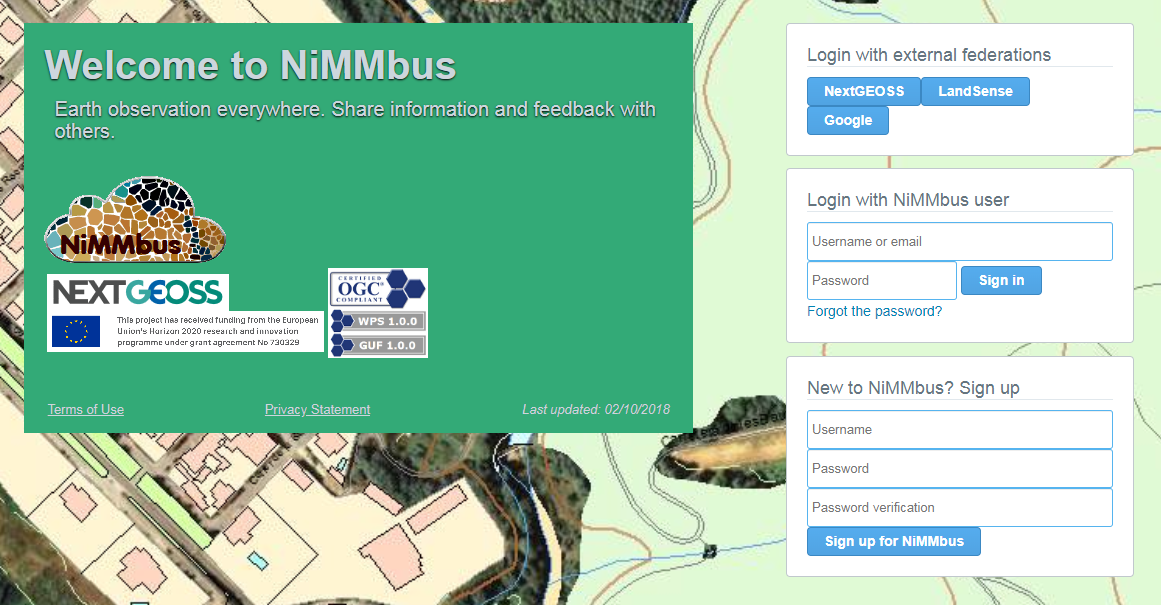 Welcome to NiMMbus
Earth observation everywhere. Share information and feedback with
others.
NiMMbus
NEXTGEOSS
This project has received funding from the European
Union's Horizon 2020 research and innovation
programme under grant agreement No 730329
CERTIFIED
OGC®
COMPLIANT
WPS 1.0.0
GUF 1.0.0
Terms of Use
Privacy Statement
Last updated: 02/10/2018
Login with external federations
NextGEOSS
LandSense
Google
Login with NiMMbus user
Username or email
Password
Sign in
Forgot the password?
New to NiMMbus? Sign up
Username
Password
Password verification
Sign up for NiMMbus